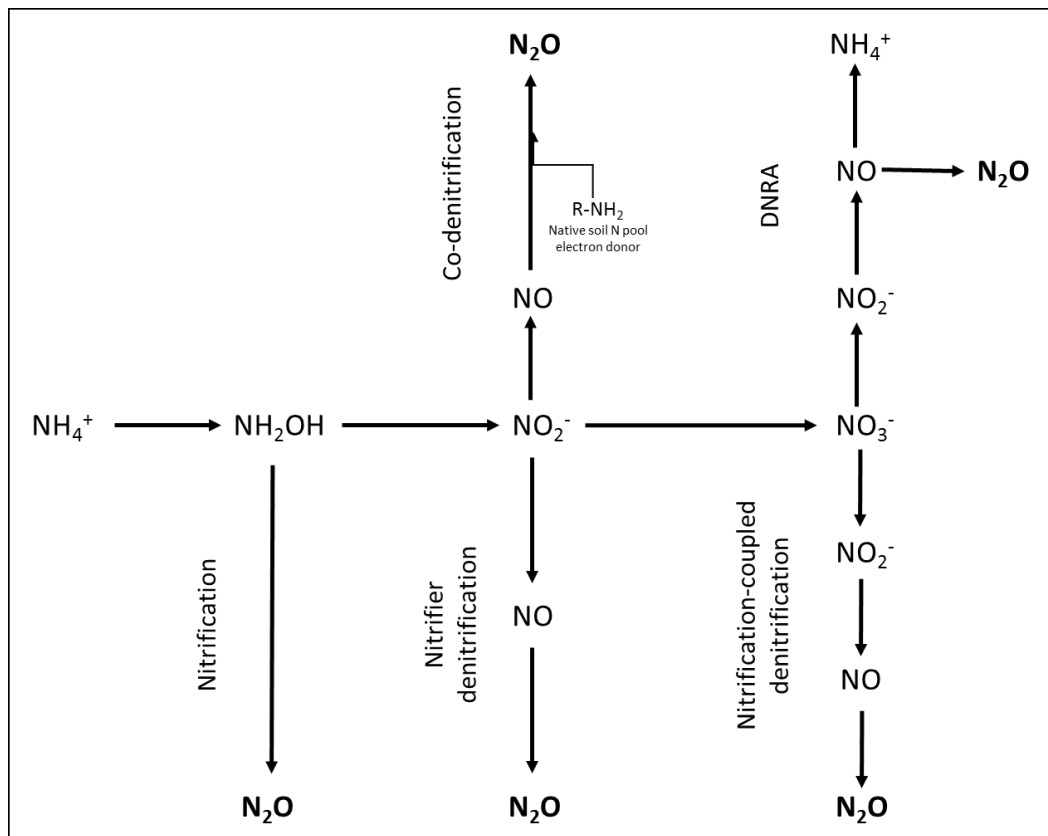 N₂O
NH₄⁺
Co-denitrification
DNRA
NO
N₂O
R-NH₂
Native soil N pool
electron donor
NO
NO₂⁻
NH₄⁺
NH₂OH
NO₂⁻
NO₃⁻
Nitrification
Nitrifier
denitrification
Nitrification-coupled
denitrification
NO₂⁻
NO
NO
N₂O
N₂O
N₂O